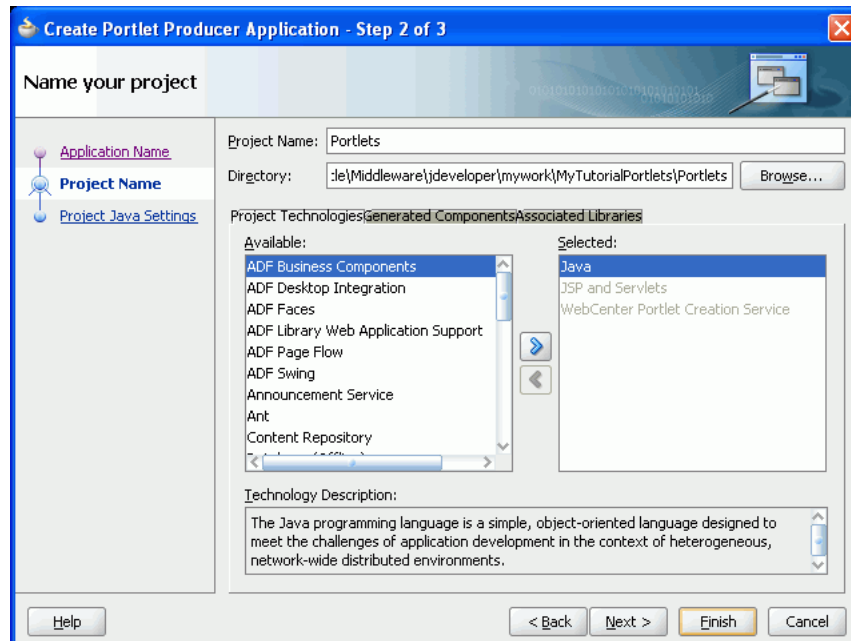 Create Portlet Producer Application - Step 2 of 3
Name your project
Application Name
Project Name
Project Java Settings
Project Name: Portlets
Directory: :le\Middleware\jdeveloper\mywork\MyTutorialPortlets\Portlets Browse...
Project Technologies Generated Components Associated Libraries
Available:
ADF Business Components
ADF Desktop Integration
ADF Faces
ADF Library Web Application Support
ADF Page Flow
ADF Swing
Announcement Service
Ant
Content Repository
Selected:
Java
JSP and Servlets
WebCenter Portlet Creation Service
Technology Description:
The Java programming language is a simple, object-oriented language designed to
meet the challenges of application development in the context of heterogeneous,
network-wide distributed environments.
Help < Back Next > Finish Cancel